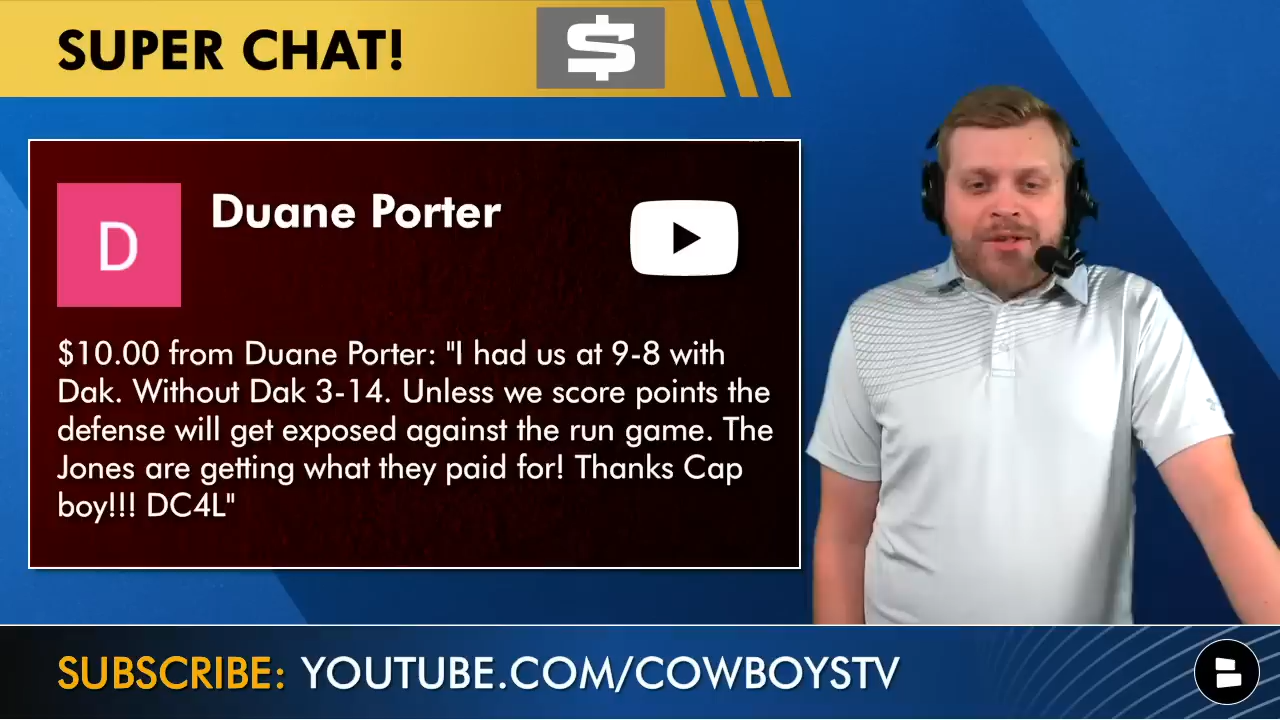 SUPER CHAT!
$
D
Duane Porter
$10.00 from Duane Porter: "I had us at 9-8 with
Dak. Without Dak 3-14. Unless we score points the
defense will get exposed against the run game. The
Jones are getting what they paid for! Thanks Cap
boy!!! DC4L"
SUBSCRIBE: YOUTUBE.COM/COWBOYSTV